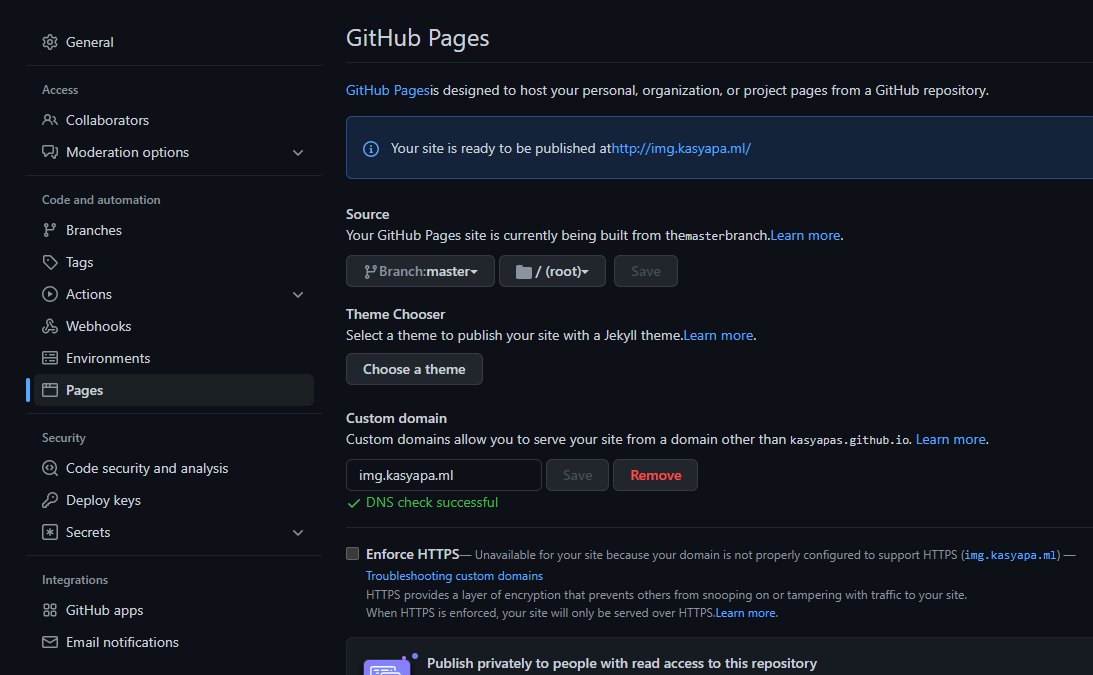 General
Access
Collaborators
Moderation options
Code and automation
Branches
Tags
Actions
Webhooks
Environments
Pages
Security
Code security and analysis
Deploy keys
Secrets
Integrations
GitHub apps
Email notifications
GitHub Pages
GitHub Pagesis designed to host your personal, organization, or project pages from a GitHub repository.
Your site is ready to be published athttp://img.kasyapa.ml/
Source
Your GitHub Pages site is currently being built from themasterbranch.Learn more.
Branch:master / (root) Save
Theme Chooser
Select a theme to publish your site with a Jekyll theme.Learn more.
Choose a theme
Custom domain
Custom domains allow you to serve your site from a domain other than kasyapas.github.io. Learn more.
img.kasyapa.ml Save Remove
DNS check successful
Enforce HTTPS— Unavailable for your site because your domain is not properly configured to support HTTPS (img.kasyapa.ml) —
Troubleshooting custom domains
HTTPS provides a layer of encryption that prevents others from snooping on or tampering with traffic to your site.
When HTTPS is enforced, your site will only be served over HTTPS.Learn more.
Publish privately to people with read access to this repository